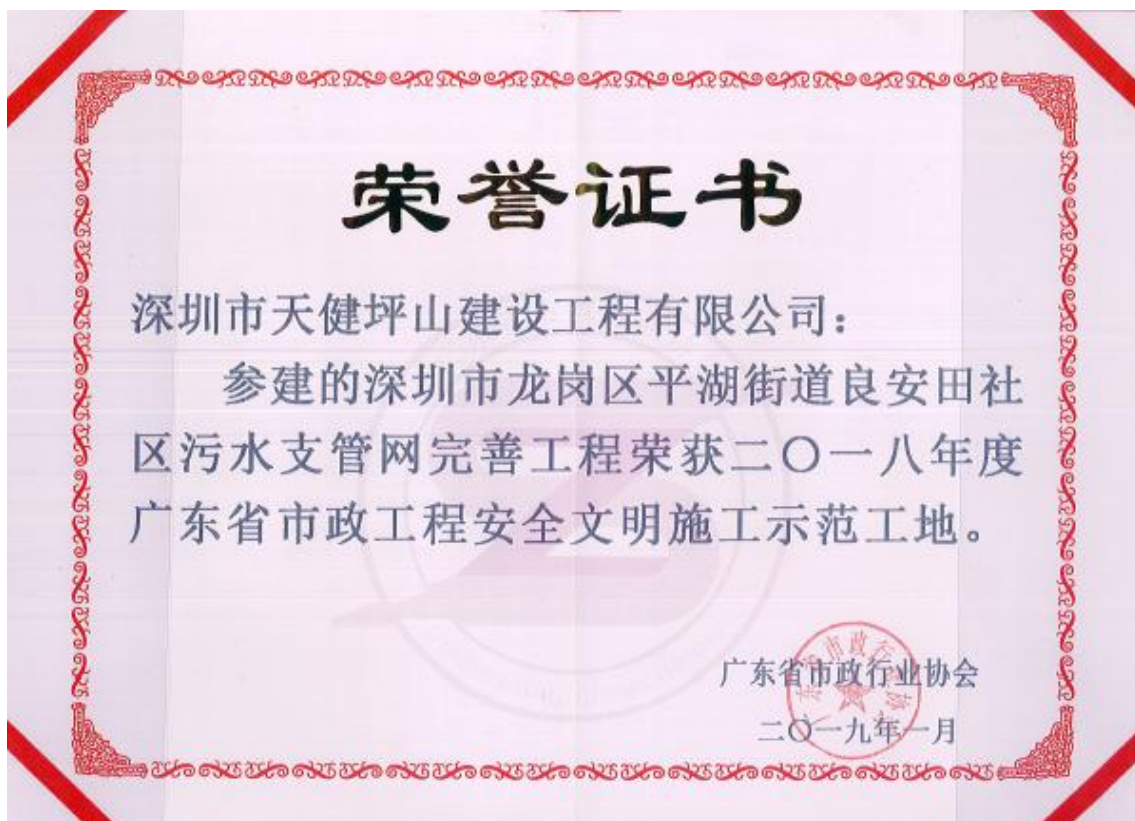 荣誉证书
深圳市天健坪山建设工程有限公司：
参建的深圳市龙岗区平湖街道良安田社
区污水支管网完善工程荣获二〇一八年度
广东省市政工程安全文明施工示范工地。
广东省市政行业协会
二〇一九年一月